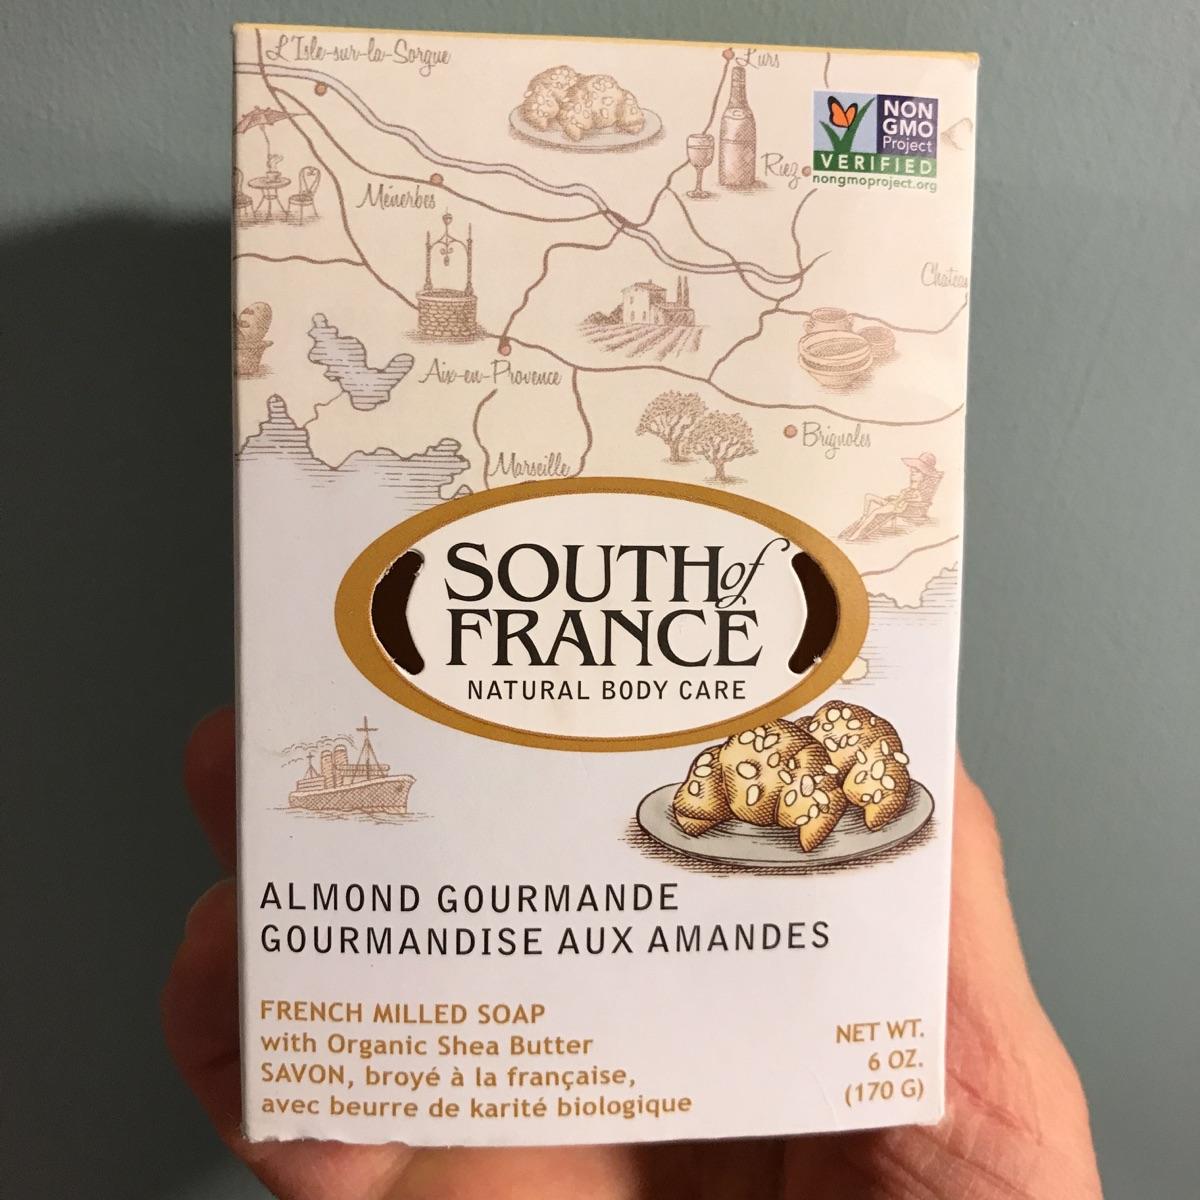 L'Isle-sur-la-Sorgue
Lurs
NON
GMO
Project
VERIFIED
nongmoproject.org
Riez
Ménerbes
Aix-en-Provence
Marseille
Brignoles
SOUTH of
FRANCE
NATURAL BODY CARE
ALMOND GOURMANDE
GOURMANDISE AUX AMANDES
FRENCH MILLED SOAP
with Organic Shea Butter
SAVON, broyé à la française,
avec beurre de karité biologique
NET WT.
6 OZ.
(170 G)